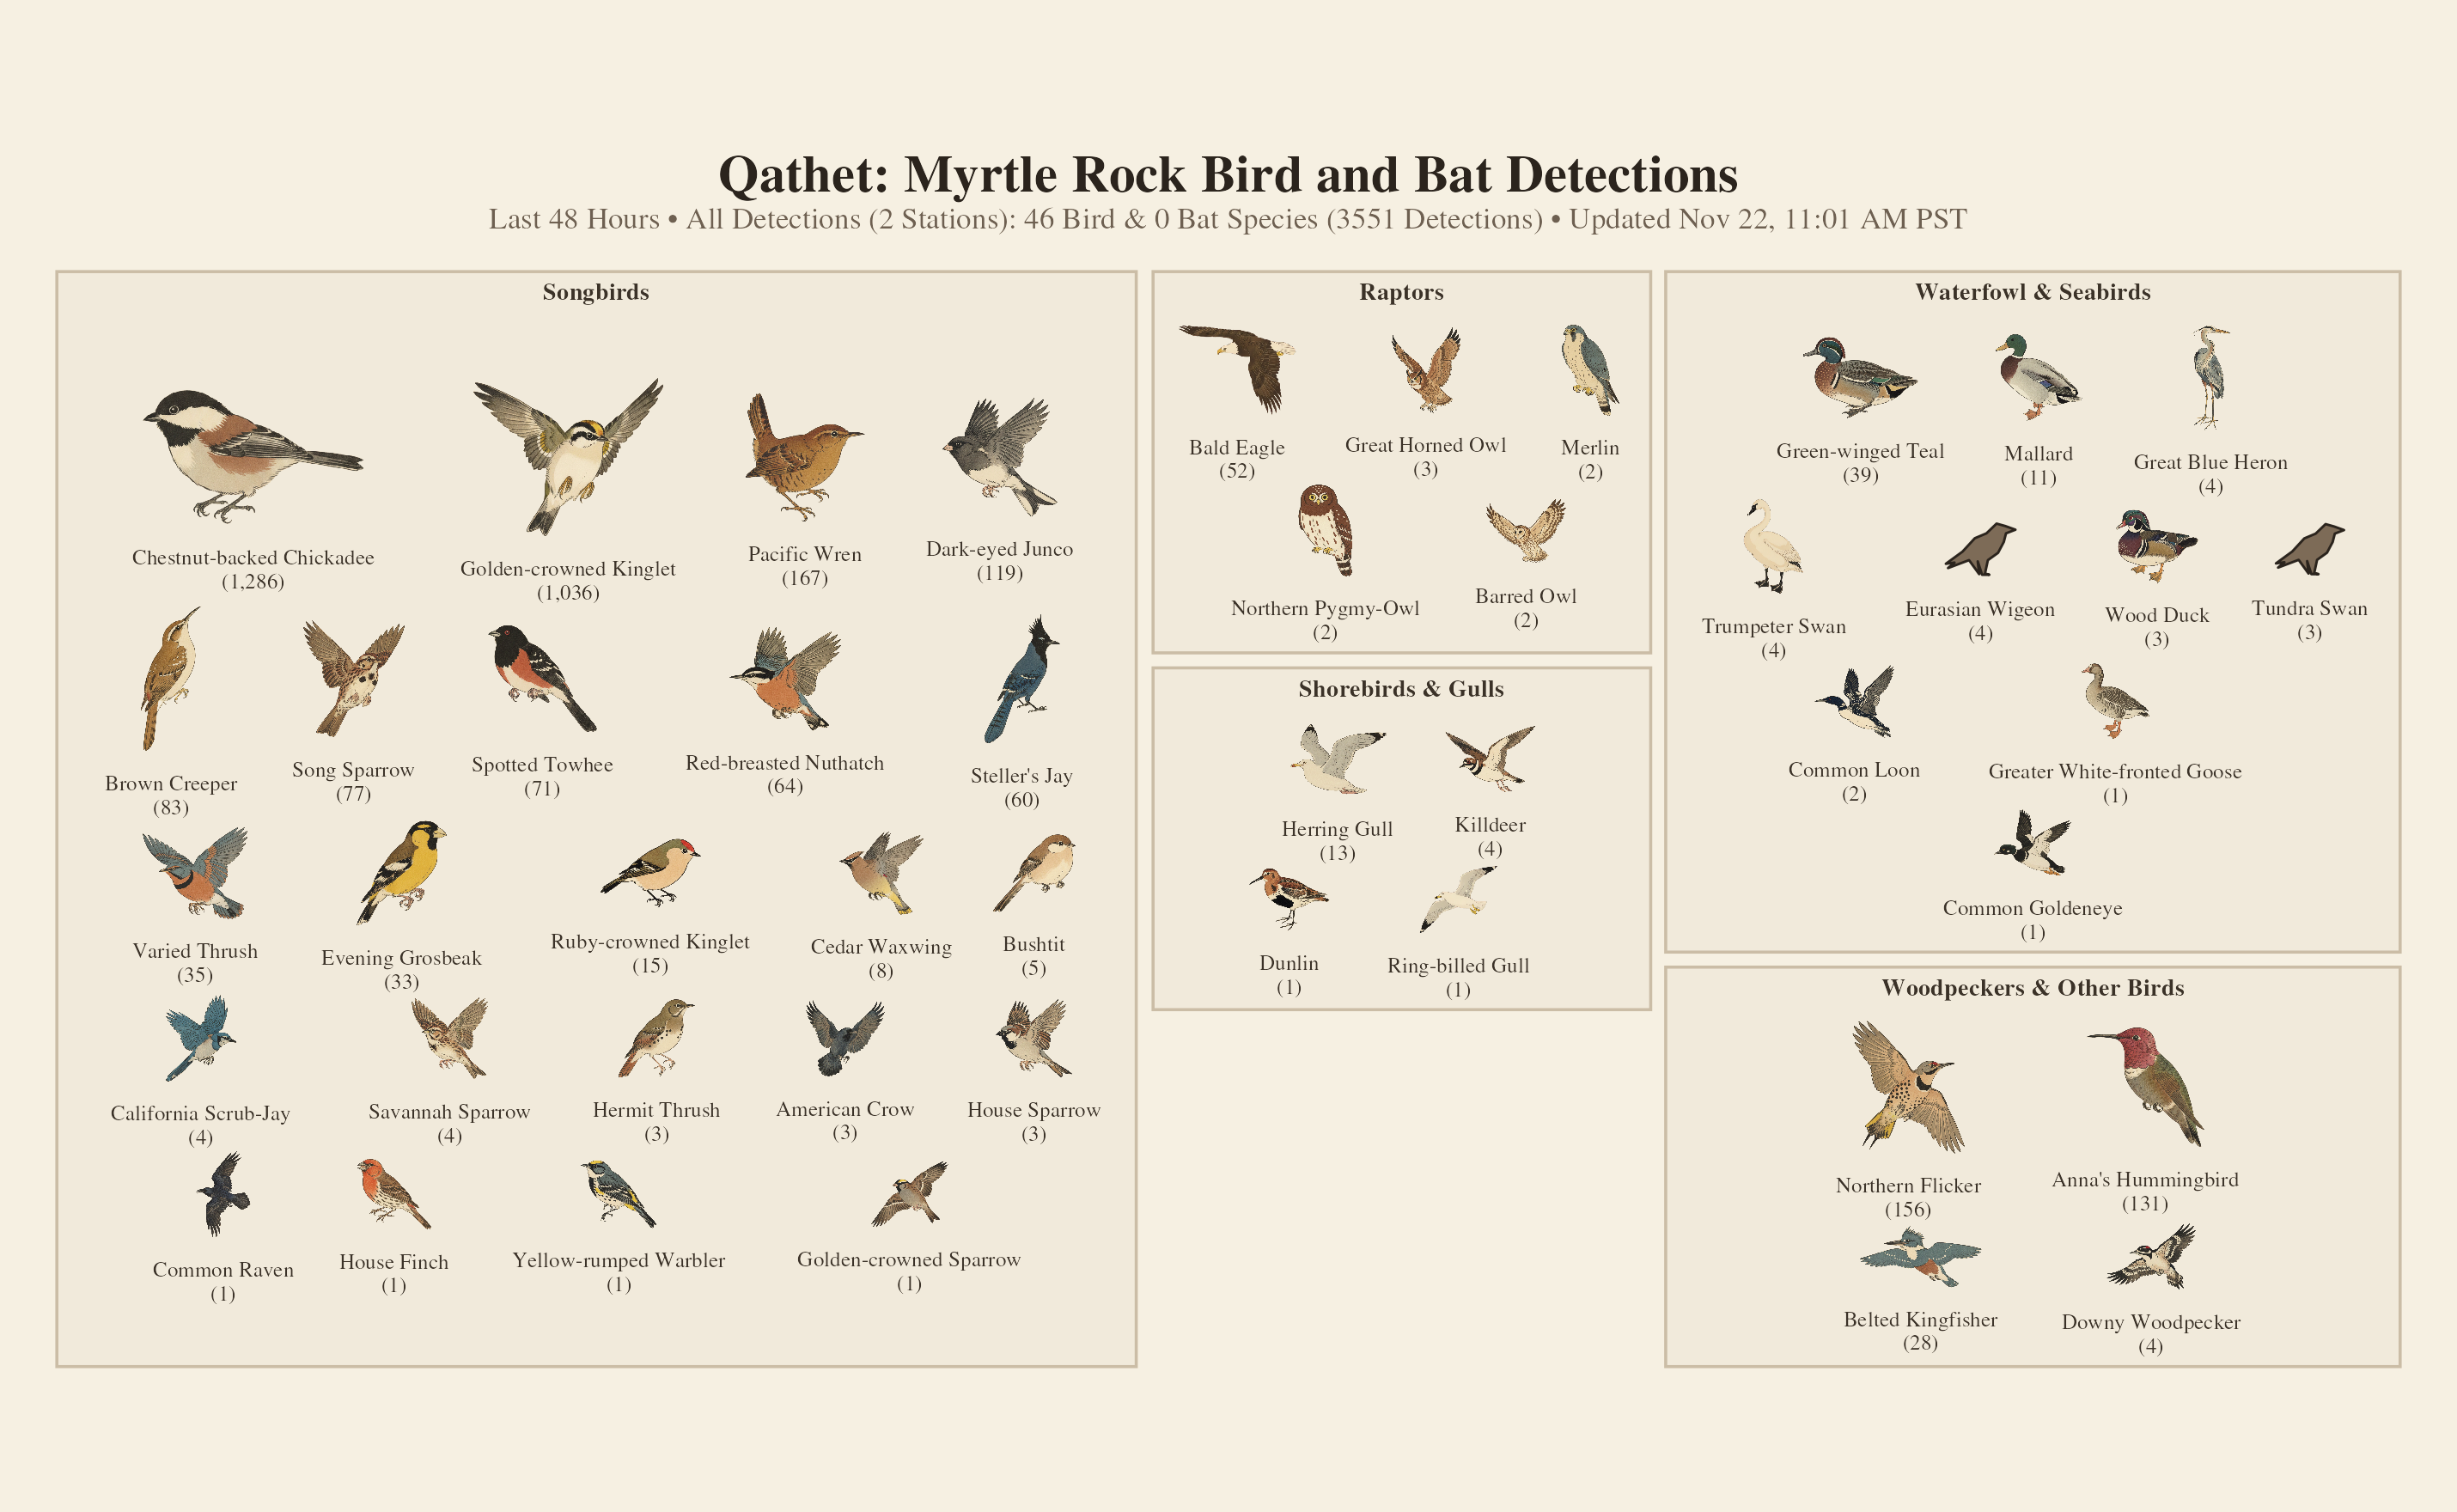 Qathet: Myrtle Rock Bird and Bat Detections
Last 48 Hours • All Detections (2 Stations): 46 Bird & 0 Bat Species (3551 Detections) • Updated Nov 22, 11:01 AM PST
Songbirds
Chestnut-backed Chickadee
(1,286)
Golden-crowned Kinglet
(1,036)
Pacific Wren
(167)
Dark-eyed Junco
(119)
Brown Creeper
(83)
Song Sparrow
(77)
Spotted Towhee
(71)
Red-breasted Nuthatch
(64)
Steller's Jay
(60)
Varied Thrush
(35)
Evening Grosbeak
(33)
Ruby-crowned Kinglet
(15)
Cedar Waxwing
(8)
Bushtit
(5)
California Scrub-Jay
(4)
Savannah Sparrow
(4)
Hermit Thrush
(3)
American Crow
(3)
House Sparrow
(3)
Common Raven
(1)
House Finch
(1)
Yellow-rumped Warbler
(1)
Golden-crowned Sparrow
(1)
Raptors
Bald Eagle
(52)
Great Horned Owl
(3)
Merlin
(2)
Northern Pygmy-Owl
(2)
Barred Owl
(2)
Shorebirds & Gulls
Herring Gull
(13)
Killdeer
(4)
Dunlin
(1)
Ring-billed Gull
(1)
Waterfowl & Seabirds
Green-winged Teal
(39)
Mallard
(11)
Great Blue Heron
(4)
Trumpeter Swan
(4)
Eurasian Wigeon
(4)
Wood Duck
(3)
Tundra Swan
(3)
Common Loon
(2)
Greater White-fronted Goose
(1)
Common Goldeneye
(1)
Woodpeckers & Other Birds
Northern Flicker
(156)
Anna's Hummingbird
(131)
Belted Kingfisher
(28)
Downy Woodpecker
(4)